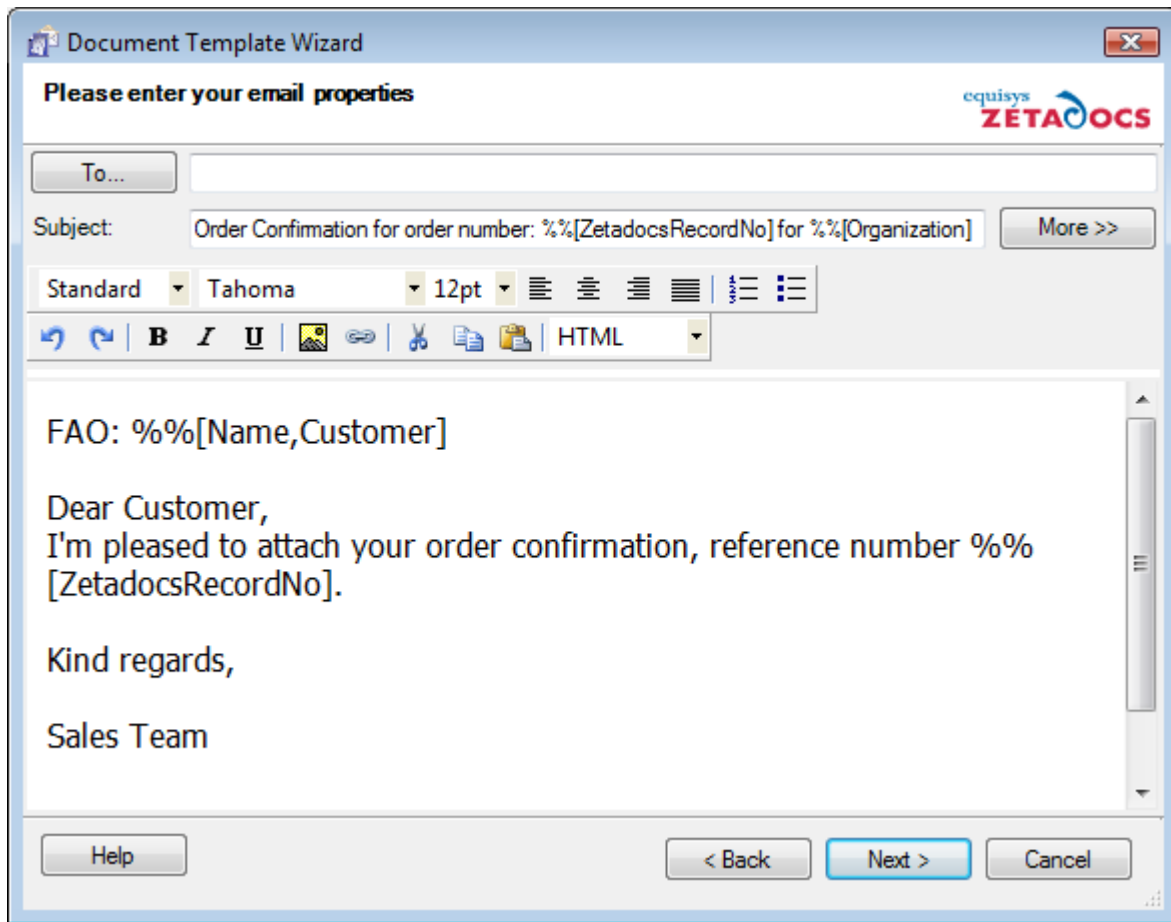 Document Template Wizard
Please enter your email properties
equisys
ZETADOCS
To...
Subject: Order Confirmation for order number: %%[ZetadocsRecordNo] for %%[Organization] More >>
Standard Tahoma 12pt
B I U HTML
FAO: %%[Name,Customer]
Dear Customer,
I'm pleased to attach your order confirmation, reference number %%
[ZetadocsRecordNo].
Kind regards,
Sales Team
Help < Back Next > Cancel